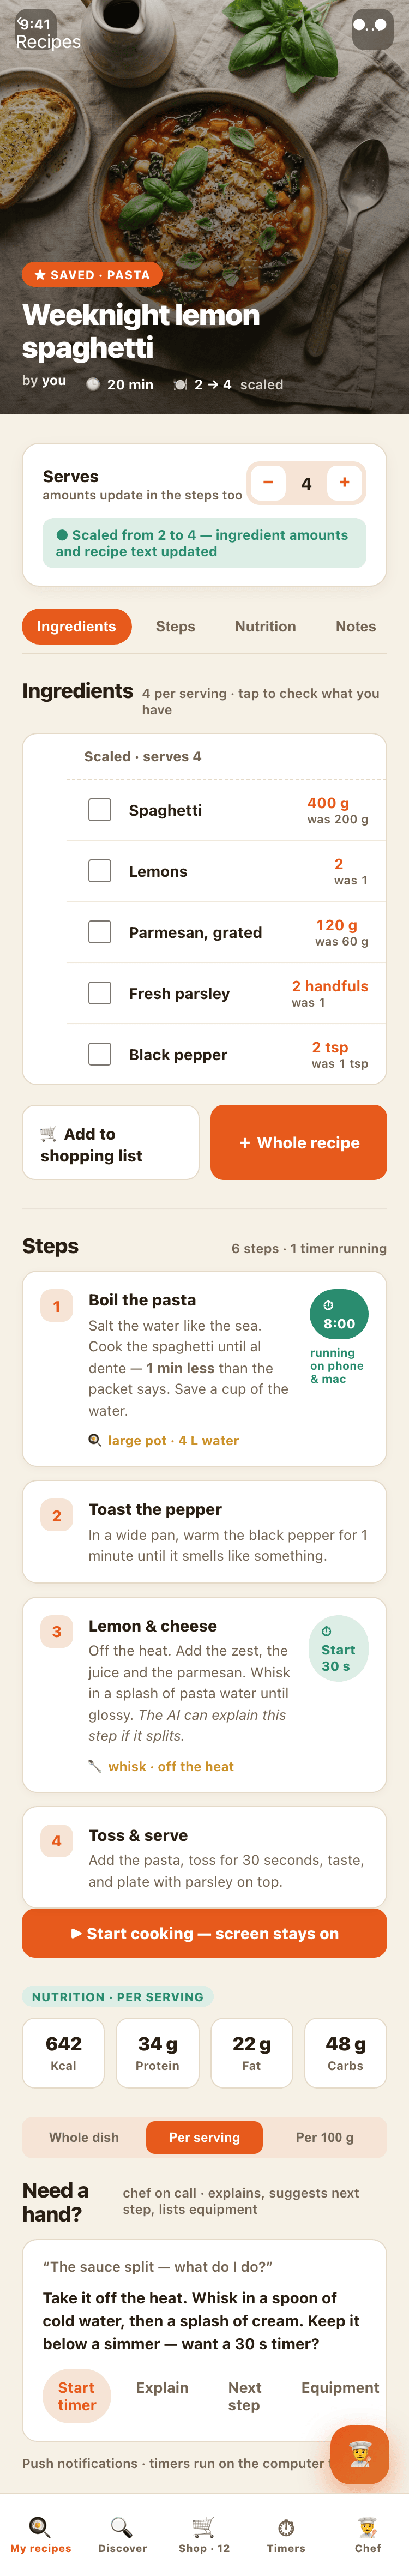 9:41
Recipes
★ SAVED · PASTA
Weeknight lemon
spaghetti
by you 🕒 20 min 🍽 2 → 4 scaled
Serves
amounts update in the steps too
− 4 +
● Scaled from 2 to 4 — ingredient amounts
and recipe text updated
Ingredients Steps Nutrition Notes
Ingredients 4 per serving · tap to check what you
have
Scaled · serves 4
Spaghetti 400 g
was 200 g
Lemons 2
was 1
Parmesan, grated 120 g
was 60 g
Fresh parsley 2 handfuls
was 1
Black pepper 2 tsp
was 1 tsp
🛒 Add to
shopping list
+ Whole recipe
Steps 6 steps · 1 timer running
1 Boil the pasta
Salt the water like the sea.
Cook the spaghetti until al
dente — 1 min less than the
packet says. Save a cup of the
water.
🍳 large pot · 4 L water
⏱
8:00
running
on phone
& mac
2 Toast the pepper
In a wide pan, warm the black pepper for 1
minute until it smells like something.
3 Lemon & cheese
Off the heat. Add the zest, the
juice and the parmesan. Whisk
in a splash of pasta water until
glossy. The AI can explain this
step if it splits.
🥄 whisk · off the heat
⏱
Start
30 s
4 Toss & serve
Add the pasta, toss for 30 seconds, taste,
and plate with parsley on top.
▶ Start cooking — screen stays on
NUTRITION · PER SERVING
642 34 g 22 g 48 g
Kcal Protein Fat Carbs
Whole dish Per serving Per 100 g
Need a
hand?
chef on call · explains, suggests next
step, lists equipment
“The sauce split — what do I do?”
Take it off the heat. Whisk in a spoon of
cold water, then a splash of cream. Keep it
below a simmer — want a 30 s timer?
Start
timer
Explain
Next
step
Equipment
Push notifications · timers run on the computer
My recipes Discover Shop · 12 Timers Chef